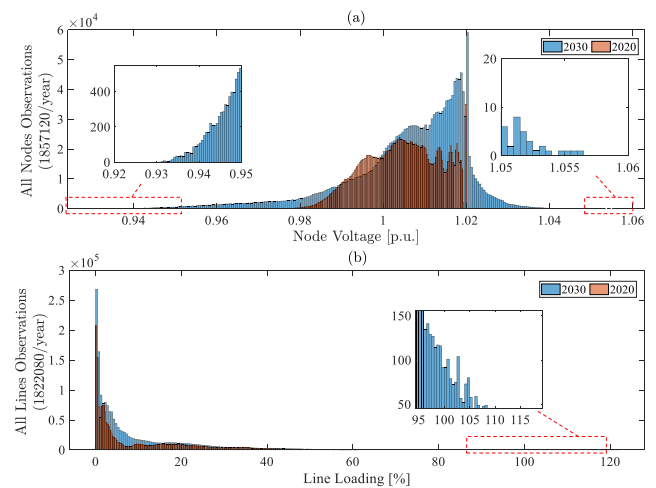 (a)
×10⁴
6
5
4
3
2
1
0
All Nodes Observations
(1857120/year)
0.94 0.96 0.98 1 1.02 1.04 1.06
Node Voltage [p.u.]
2030 2020
400
200
0
0.92 0.93 0.94 0.95
20
10
0
1.05 1.055 1.06
(b)
×10⁵
3
2.5
2
1.5
1
0.5
0
All Lines Observations
(1822080/year)
0 20 40 60 80 100 120
Line Loading [%]
2030 2020
150
100
50
95 100 105 110 115